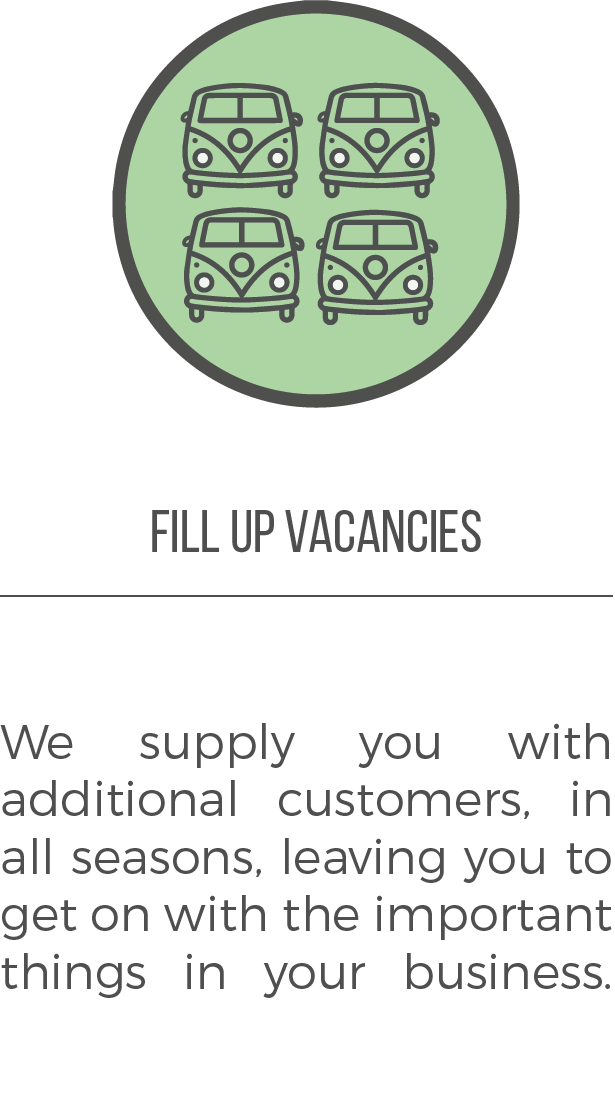 FILL UP VACANCIES
We supply you with
additional customers, in
all seasons, leaving you to
get on with the important
things in your business.